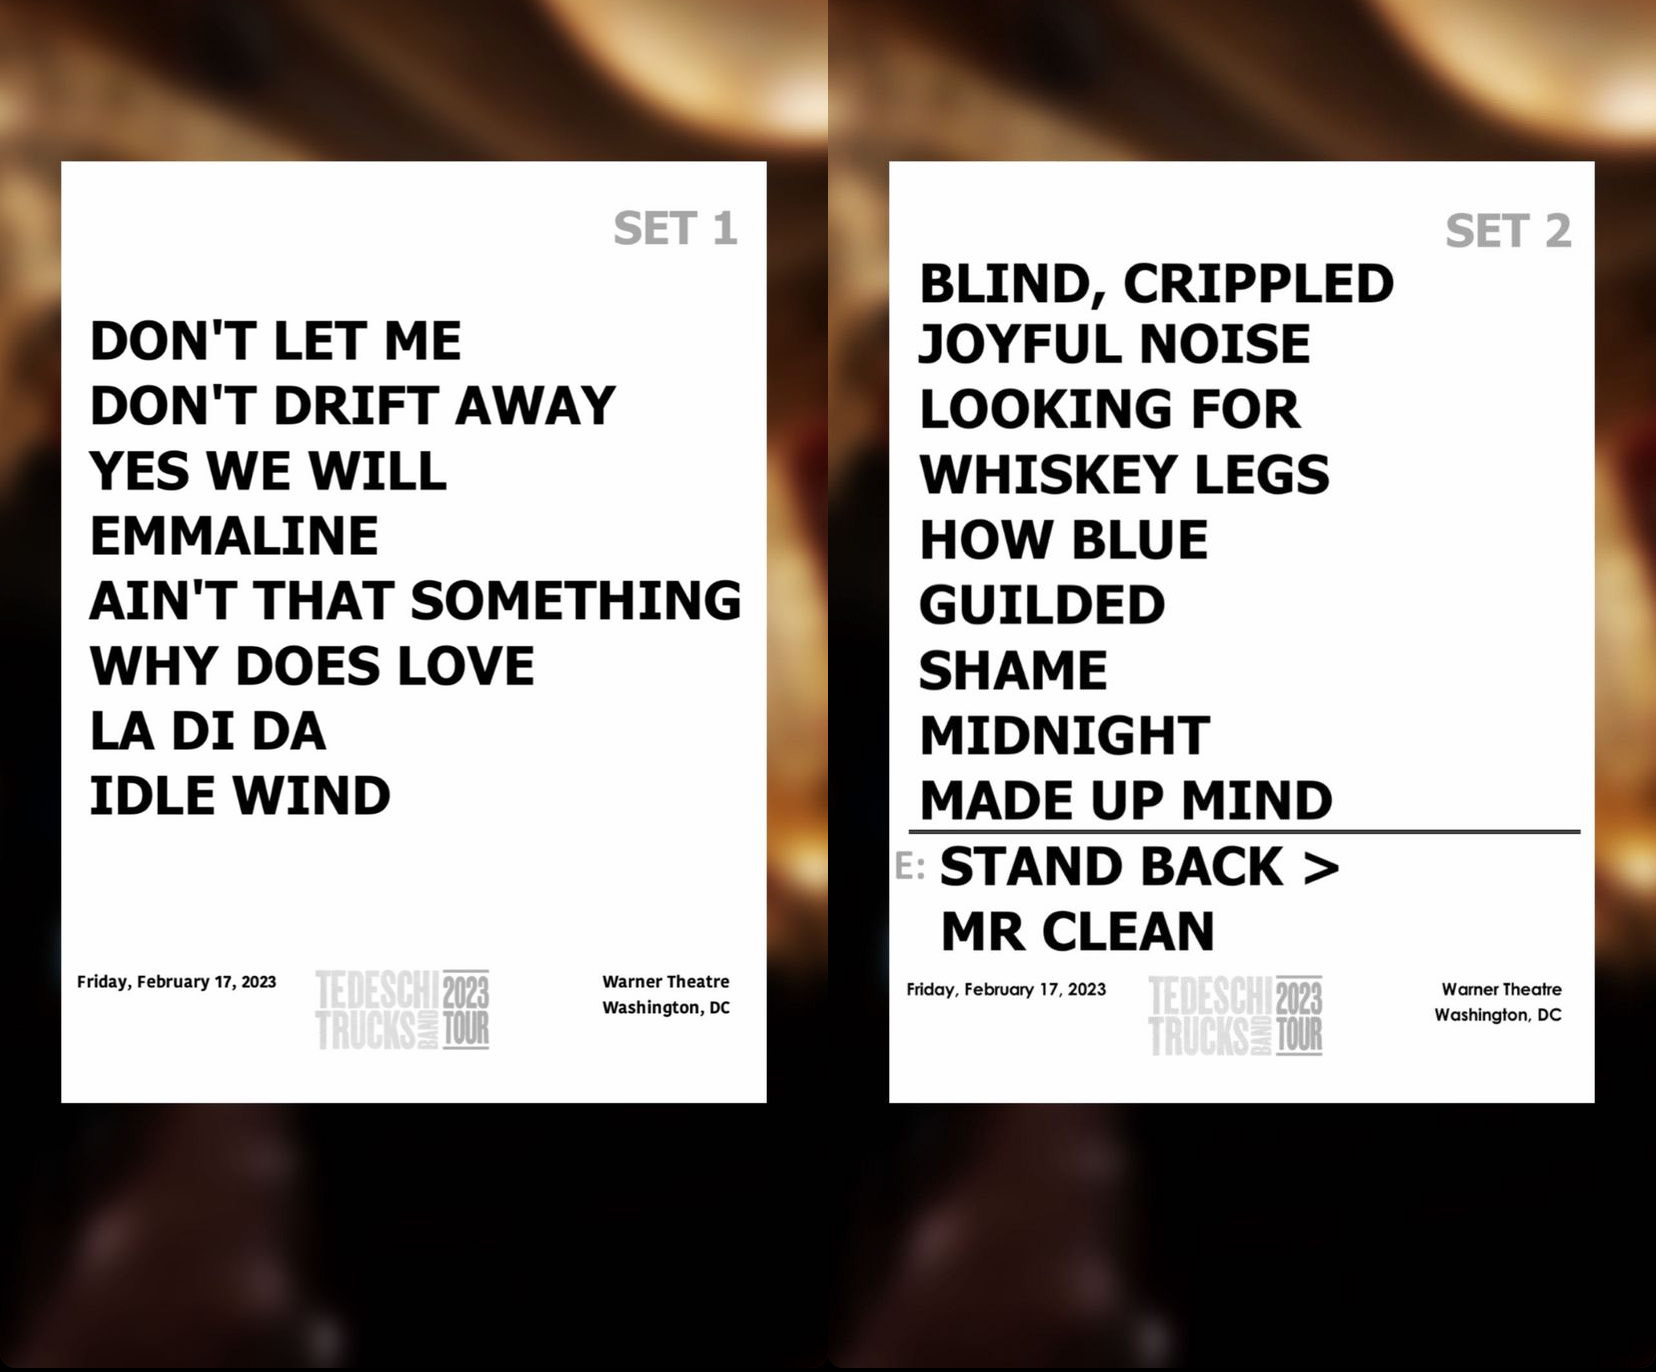 SET 1
DON'T LET ME
DON'T DRIFT AWAY
YES WE WILL
EMMALINE
AIN'T THAT SOMETHING
WHY DOES LOVE
LA DI DA
IDLE WIND
Friday, February 17, 2023
TEDESCHI
TRUCKS BAND
2023
TOUR
Warner Theatre
Washington, DC
SET 2
BLIND, CRIPPLED
JOYFUL NOISE
LOOKING FOR
WHISKEY LEGS
HOW BLUE
GUILDED
SHAME
MIDNIGHT
MADE UP MIND
E: STAND BACK >
MR CLEAN
Friday, February 17, 2023
TEDESCHI
TRUCKS BAND
2023
TOUR
Warner Theatre
Washington, DC